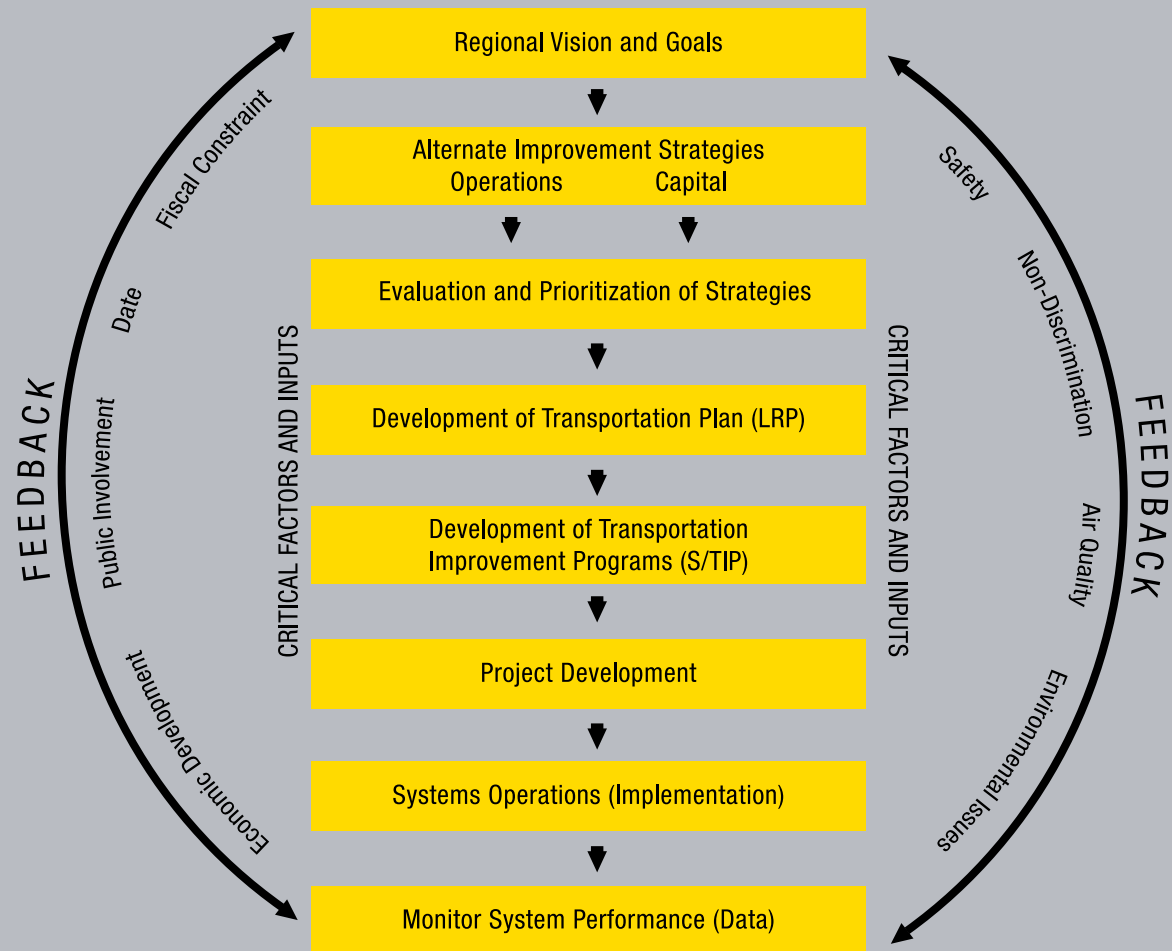 Regional Vision and Goals
Alternate Improvement Strategies
Operations Capital
Evaluation and Prioritization of Strategies
Development of Transportation Plan (LRP)
Development of Transportation
Improvement Programs (S/TIP)
Project Development
Systems Operations (Implementation)
Monitor System Performance (Data)
FEEDBACK
Fiscal Constraint
Date
Public Involvement
Economic Development
CRITICAL FACTORS AND INPUTS
CRITICAL FACTORS AND INPUTS
Safety
Non-Discrimination
Air Quality
Environmental Issues
FEEDBACK